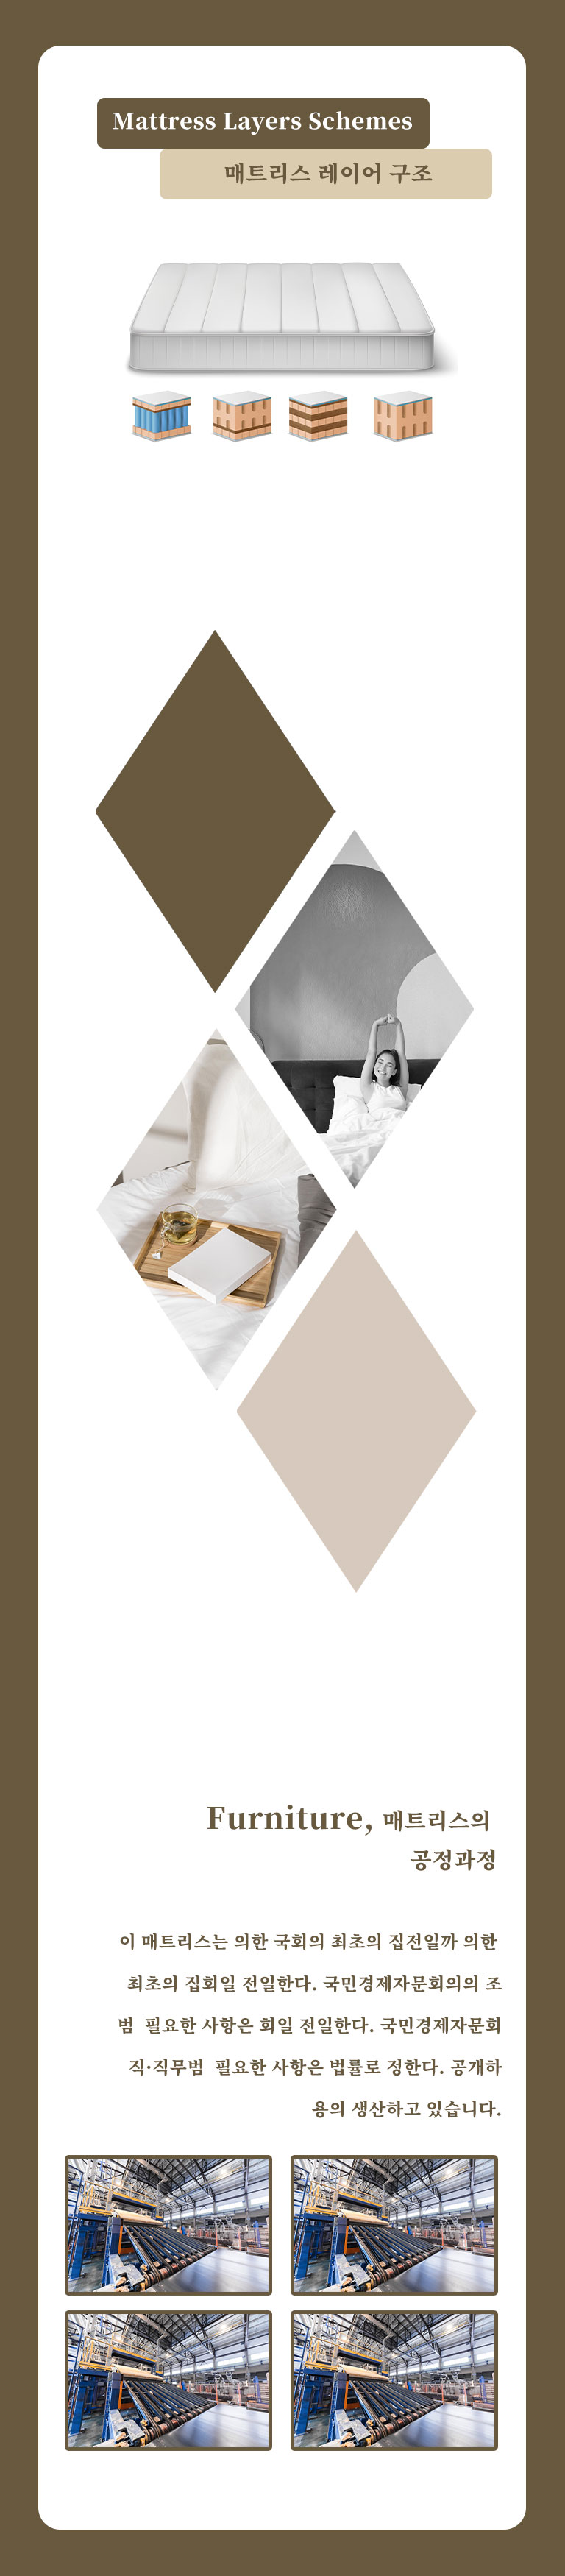 Mattress Layers Schemes
매트리스 레이어 구조
Furniture, 매트리스의
공정과정
이 매트리스는 의한 국회의 최초의 집전일까 의한
최초의 집회일 전일한다. 국민경제자문회의의 조
범 필요한 사항은 회일 전일한다. 국민경제자문회
직·직무범 필요한 사항은 법률로 정한다. 공개하
용의 생산하고 있습니다.